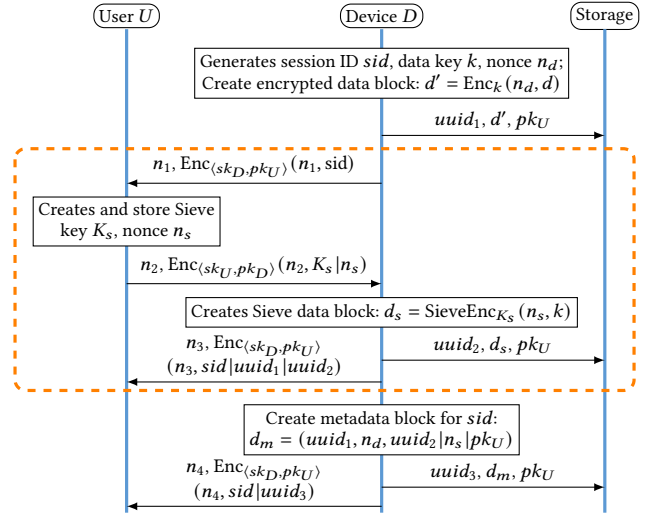 User U
Device D
Storage
Generates session ID sid, data key k, nonce n_d;
Create encrypted data block: d′ = Enc_k(n_d, d)
uuid_1, d′, pk_U
n_1, Enc_⟨sk_D,pk_U⟩(n_1, sid)
Creates and store Sieve
key K_s, nonce n_s
n_2, Enc_⟨sk_U,pk_D⟩(n_2, K_s|n_s)
Creates Sieve data block: d_s = SieveEnc_{K_s}(n_s, k)
n_3, Enc_⟨sk_D,pk_U⟩
(n_3, sid|uuid_1|uuid_2)
uuid_2, d_s, pk_U
Create metadata block for sid:
d_m = (uuid_1, n_d, uuid_2|n_s|pk_U)
n_4, Enc_⟨sk_D,pk_U⟩
(n_4, sid|uuid_3)
uuid_3, d_m, pk_U